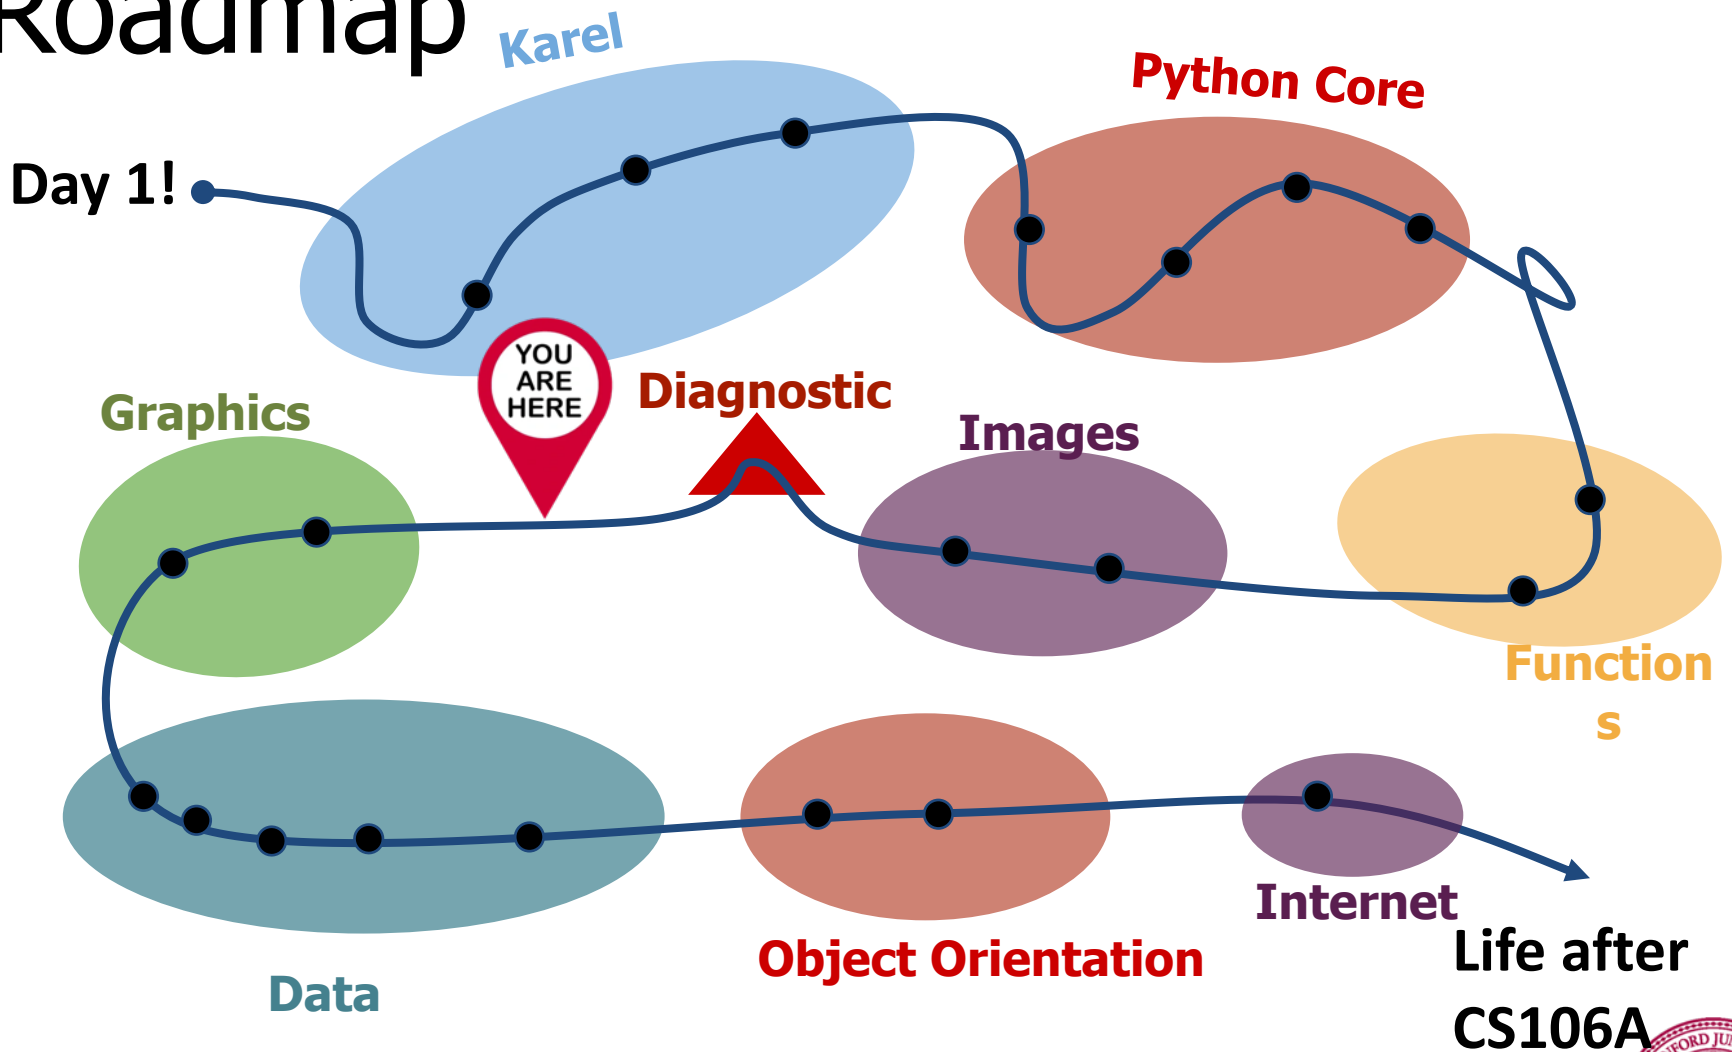 Roadmap
Karel
Python Core
Day 1!
YOU
ARE
HERE
Diagnostic
Graphics
Images
Function
s
Internet
Life after
Object Orientation
Data
CS106A